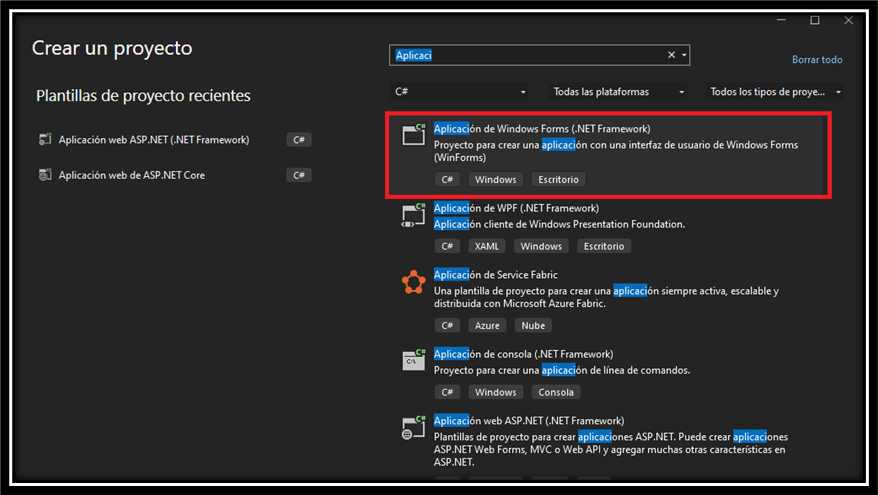 Crear un proyecto
Plantillas de proyecto recientes
Aplicación web ASP.NET (.NET Framework) C#
Aplicación web de ASP.NET Core C#
Aplicaci
Borrar todo
C# Todas las plataformas Todos los tipos de proye...
Aplicación de Windows Forms (.NET Framework)
Proyecto para crear una aplicación con una interfaz de usuario de Windows Forms
(WinForms)
C# Windows Escritorio
Aplicación de WPF (.NET Framework)
Aplicación cliente de Windows Presentation Foundation.
C# XAML Windows Escritorio
Aplicación de Service Fabric
Una plantilla de proyecto para crear una aplicación siempre activa, escalable y
distribuida con Microsoft Azure Fabric.
C# Azure Nube
Aplicación de consola (.NET Framework)
Proyecto para crear una aplicación de línea de comandos.
C# Windows Consola
Aplicación web ASP.NET (.NET Framework)
Plantillas de proyecto para crear aplicaciones ASP.NET. Puede crear aplicaciones
ASP.NET Web Forms, MVC o Web API y agregar muchas otras características en
ASP.NET.